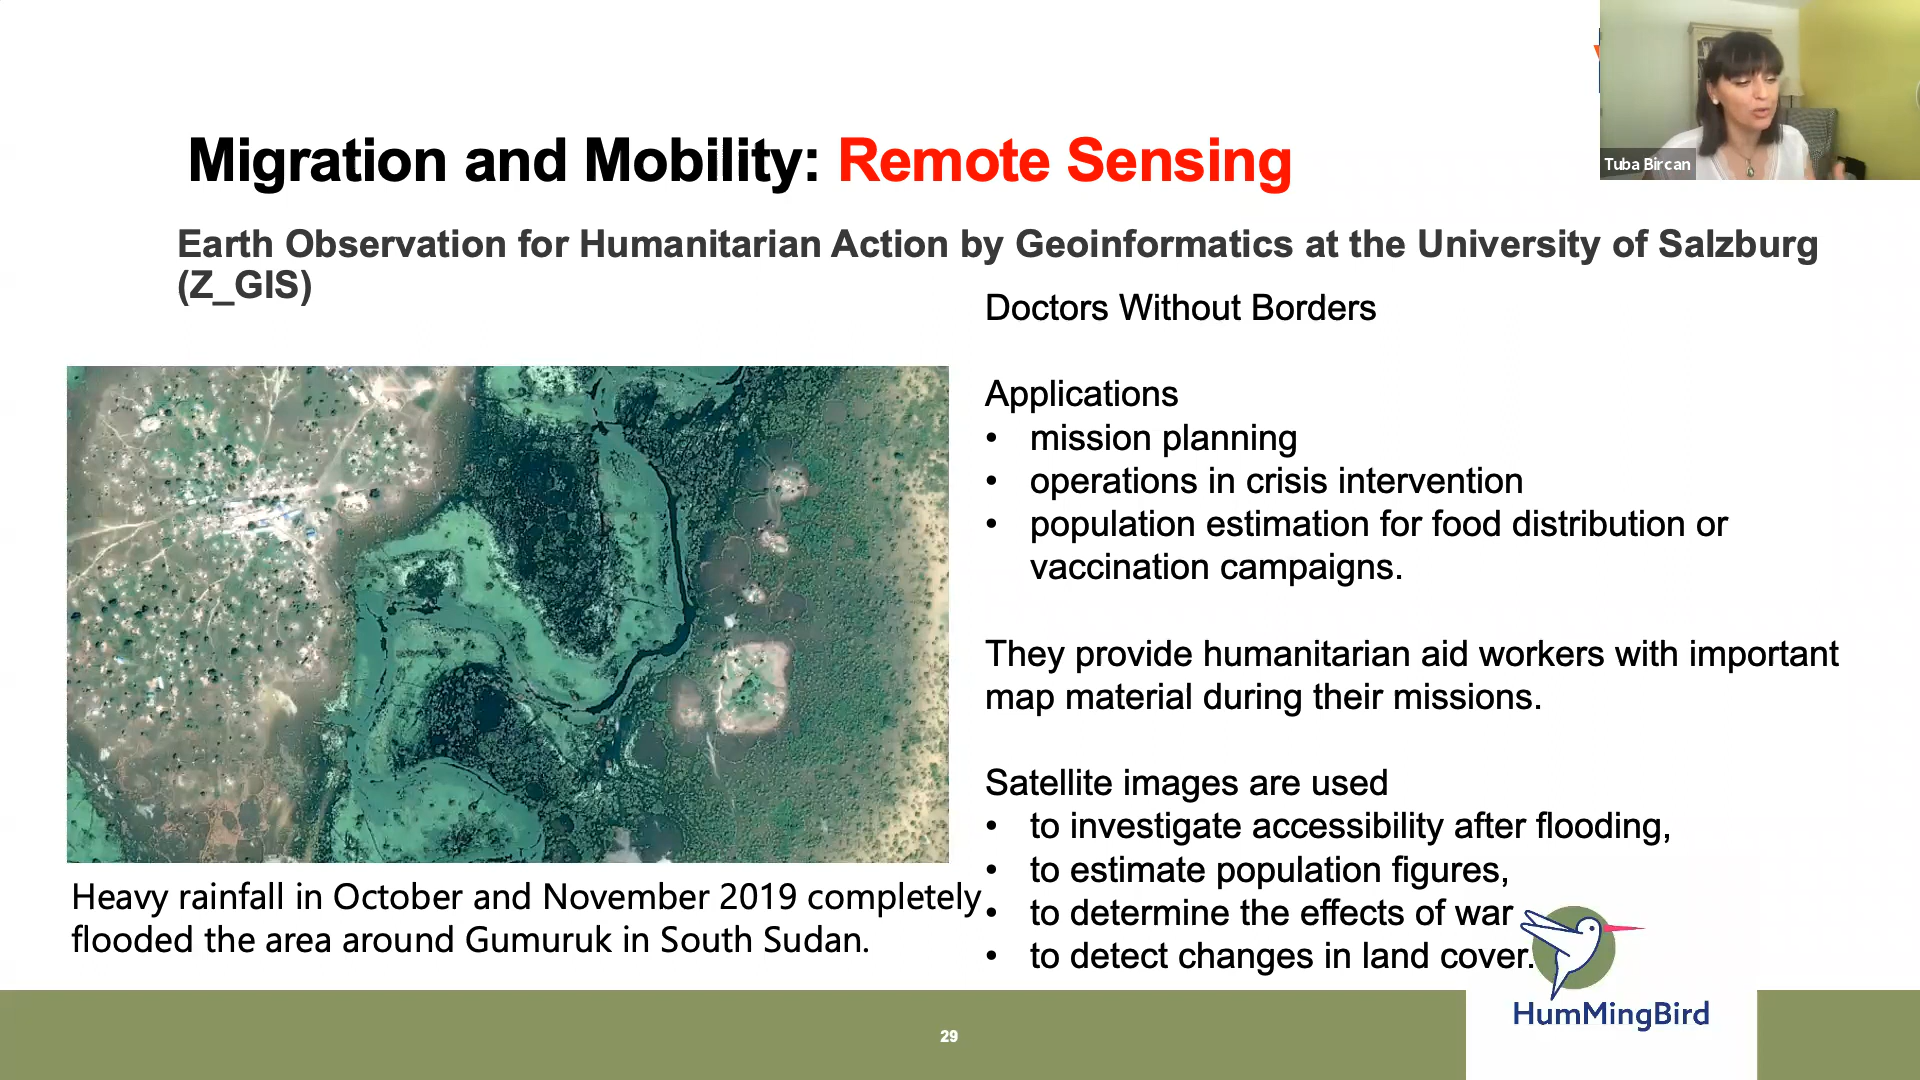 Tuba Bircan
Migration and Mobility: Remote Sensing
Earth Observation for Humanitarian Action by Geoinformatics at the University of Salzburg
(Z_GIS)
Doctors Without Borders
Applications
• mission planning
• operations in crisis intervention
• population estimation for food distribution or
vaccination campaigns.
They provide humanitarian aid workers with important
map material during their missions.
Satellite images are used
• to investigate accessibility after flooding,
• to estimate population figures,
• to determine the effects of war
• to detect changes in land cover.
Heavy rainfall in October and November 2019 completely
flooded the area around Gumuruk in South Sudan.
HumMingBird
29